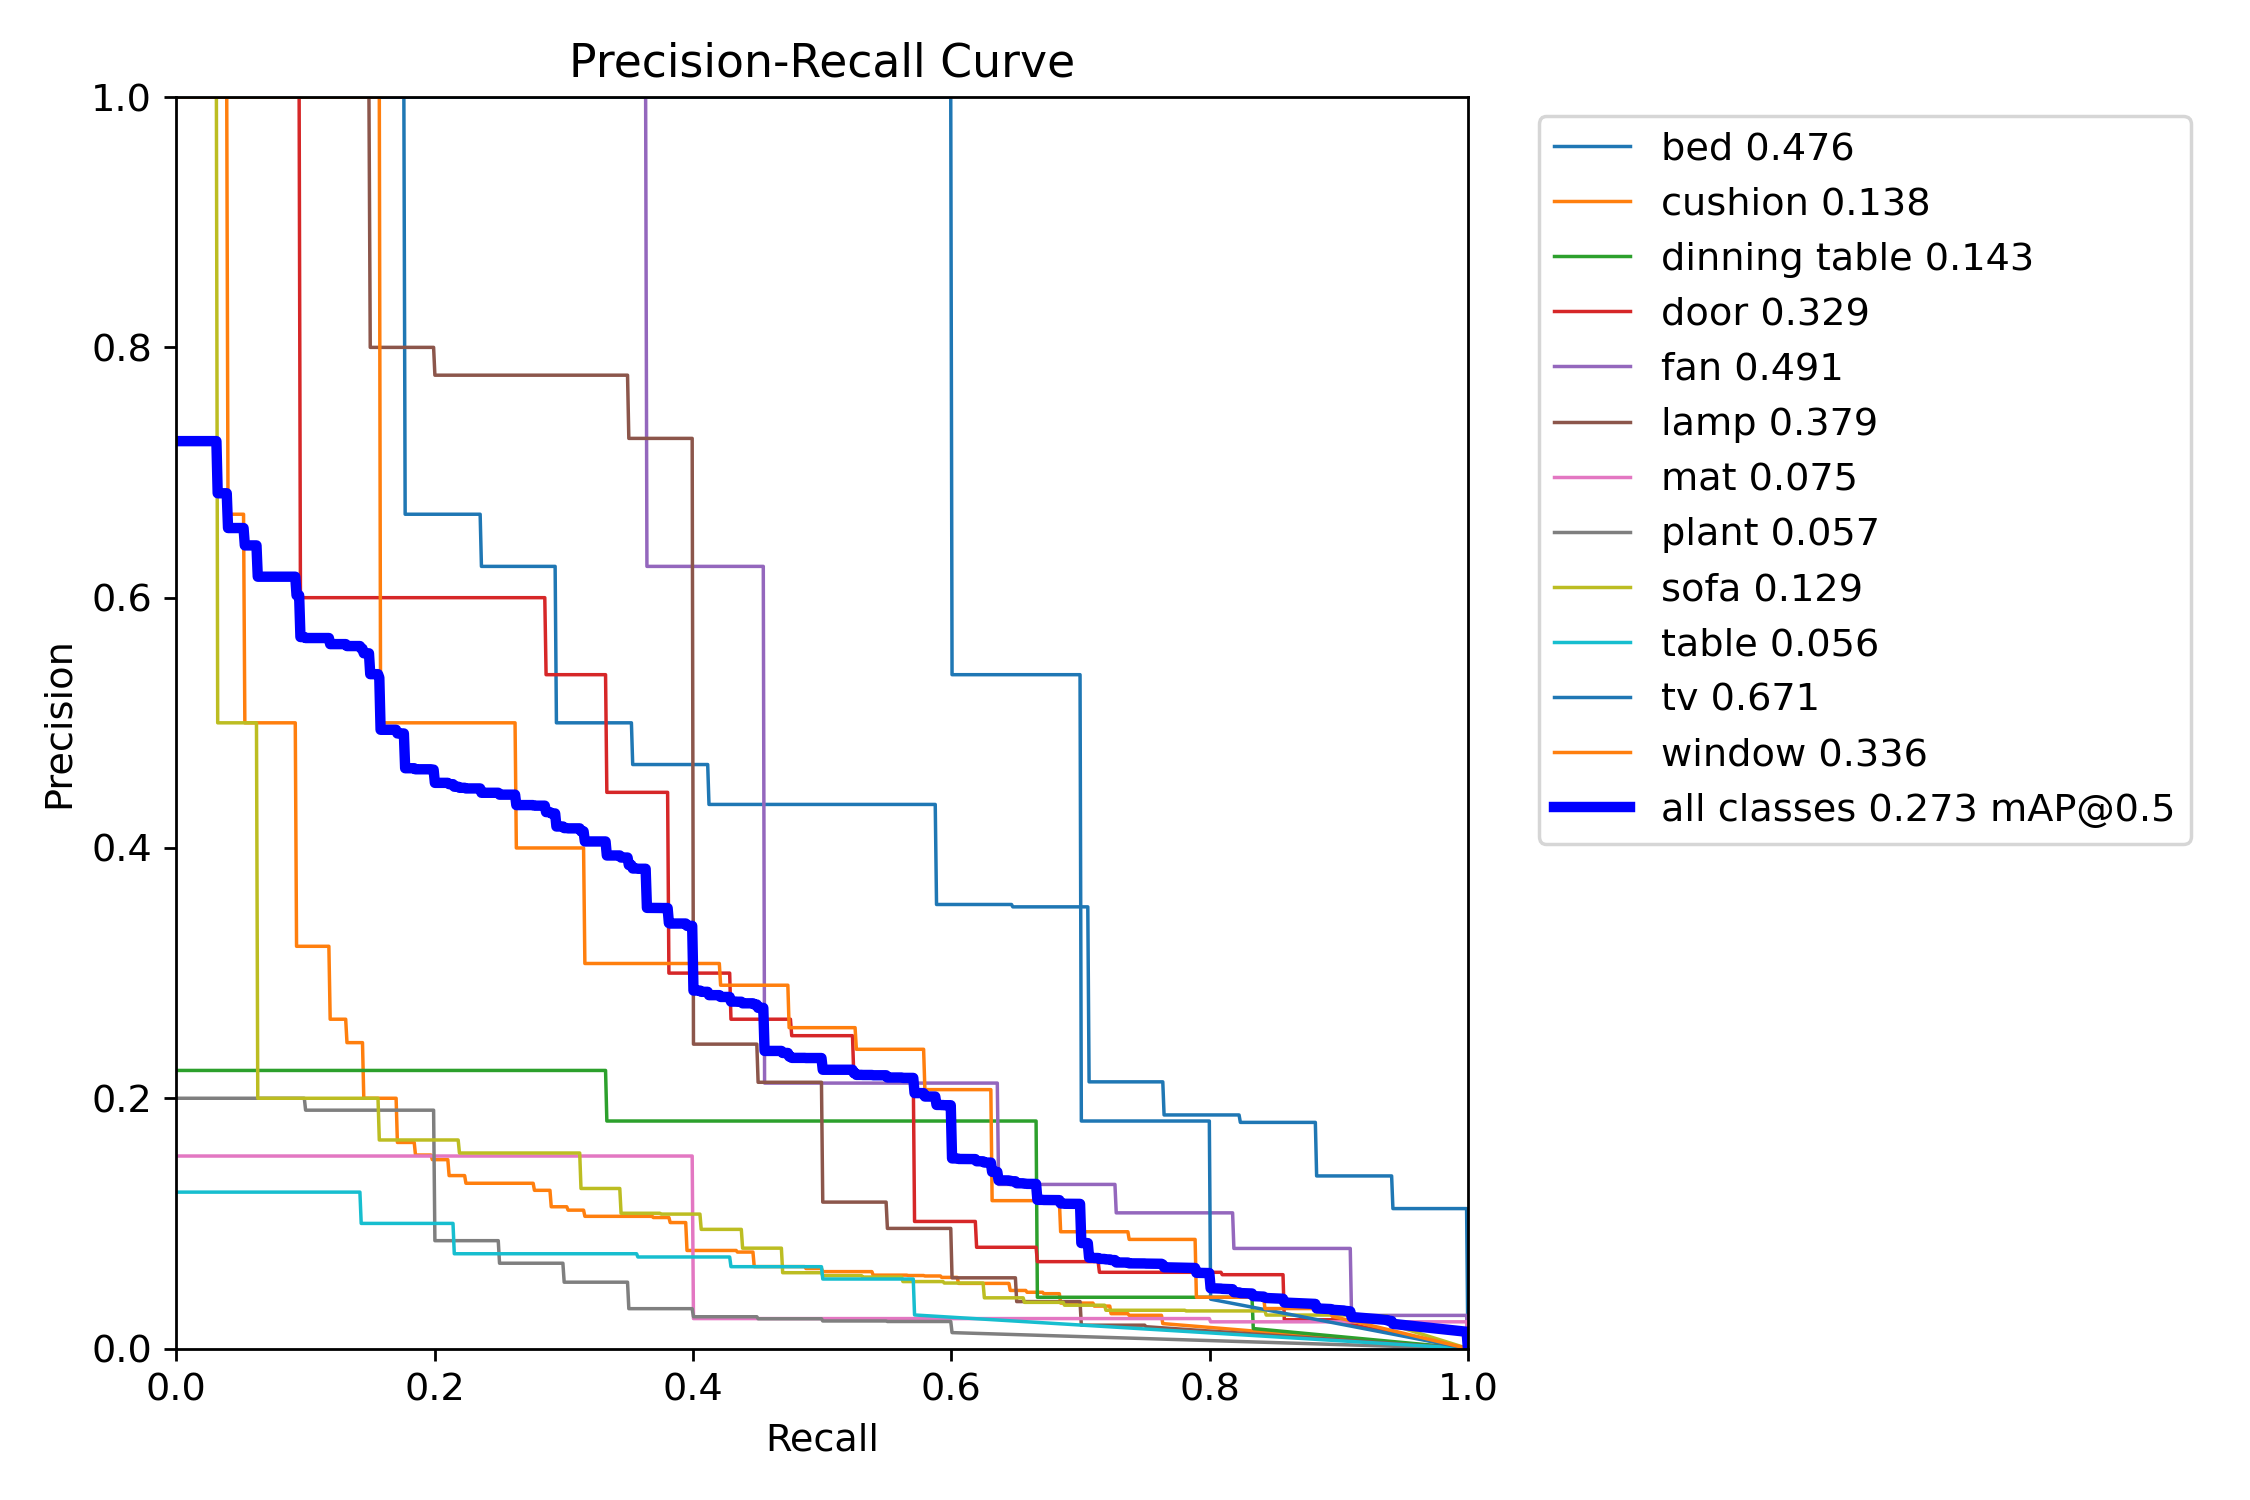 Precision-Recall Curve
1.0
0.8
0.6
0.4
0.2
0.0
Precision
0.0 0.2 0.4 0.6 0.8 1.0
Recall
bed 0.476
cushion 0.138
dinning table 0.143
door 0.329
fan 0.491
lamp 0.379
mat 0.075
plant 0.057
sofa 0.129
table 0.056
tv 0.671
window 0.336
all classes 0.273 mAP@0.5